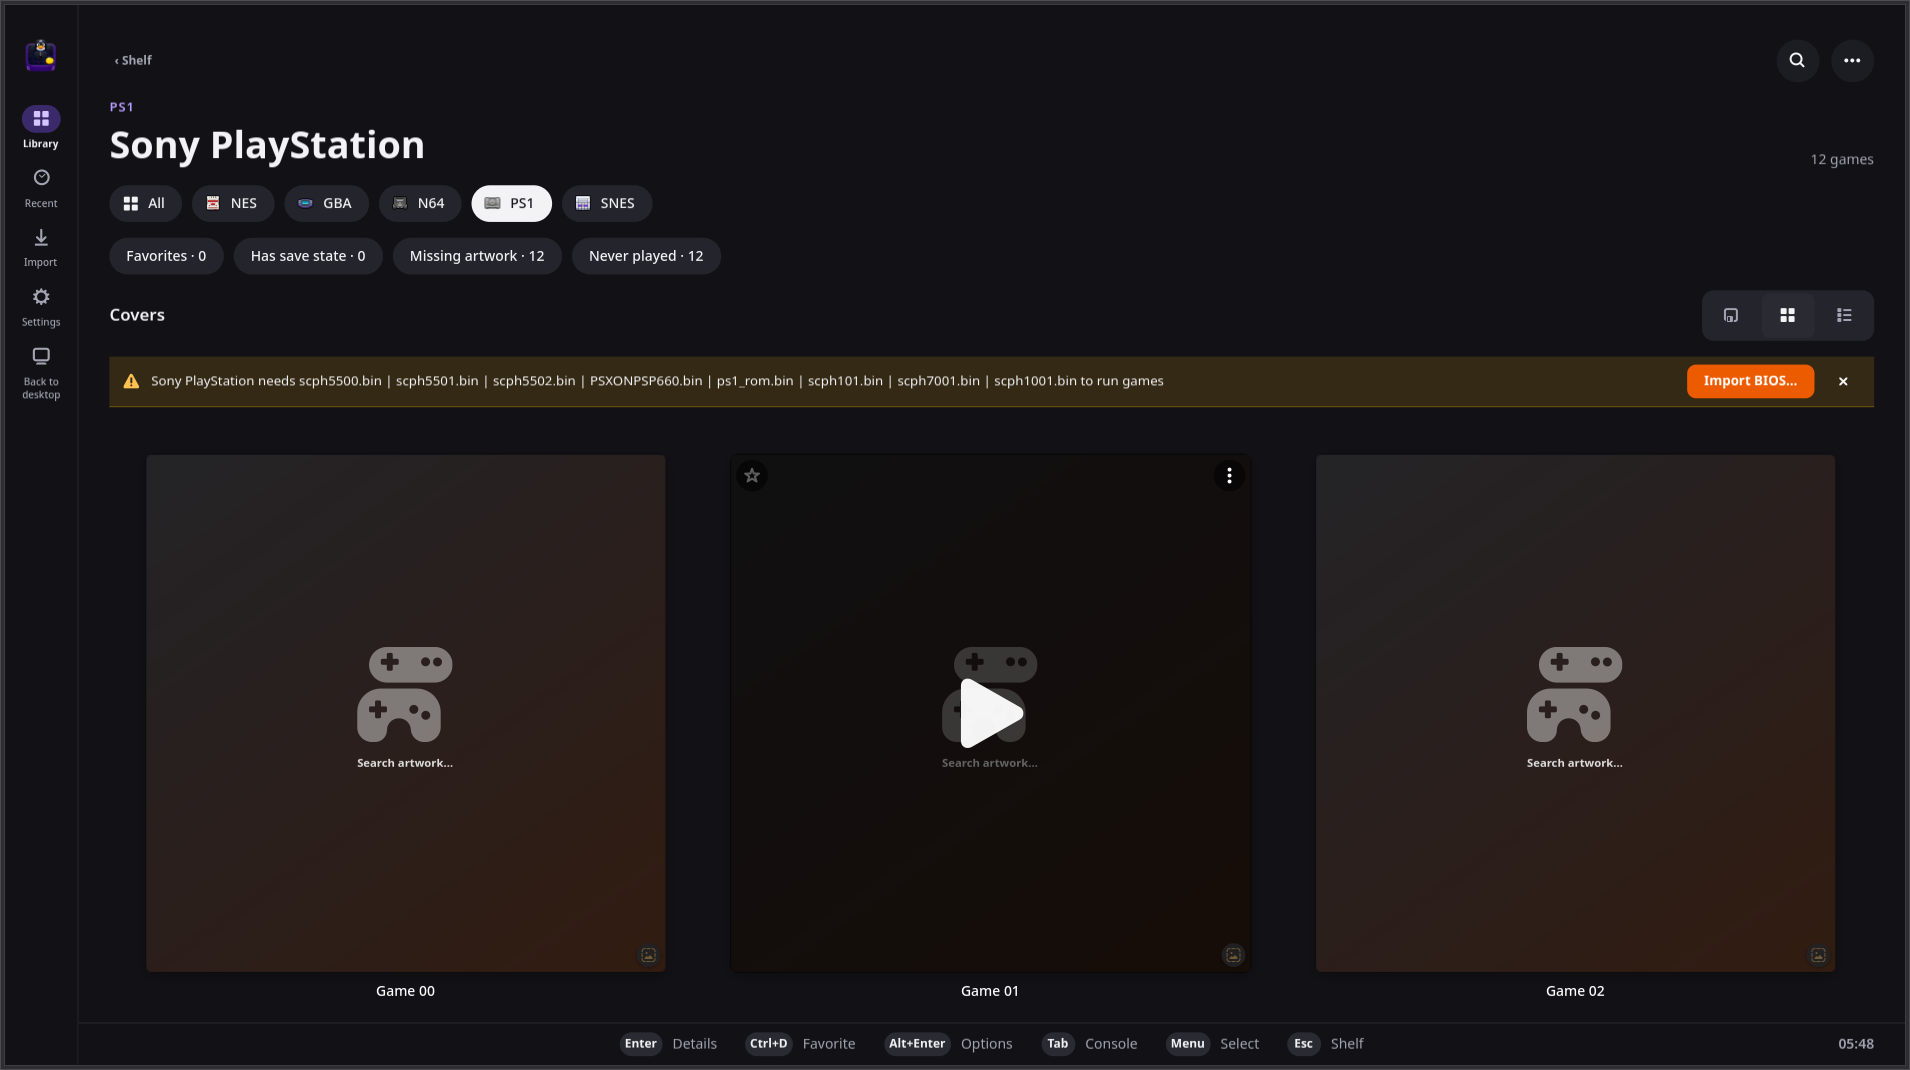 ‹ Shelf
PS1
Sony PlayStation
12 games
Library
Recent
Import
Settings
Back to
desktop
All
NES
GBA
N64
PS1
SNES
Favorites · 0
Has save state · 0
Missing artwork · 12
Never played · 12
Covers
Sony PlayStation needs scph5500.bin | scph5501.bin | scph5502.bin | PSXONPSP660.bin | ps1_rom.bin | scph101.bin | scph7001.bin | scph1001.bin to run games
Import BIOS...
Search artwork...
Search artwork...
Search artwork...
Game 00
Game 01
Game 02
Enter Details Ctrl+D Favorite Alt+Enter Options Tab Console Menu Select Esc Shelf
05:48